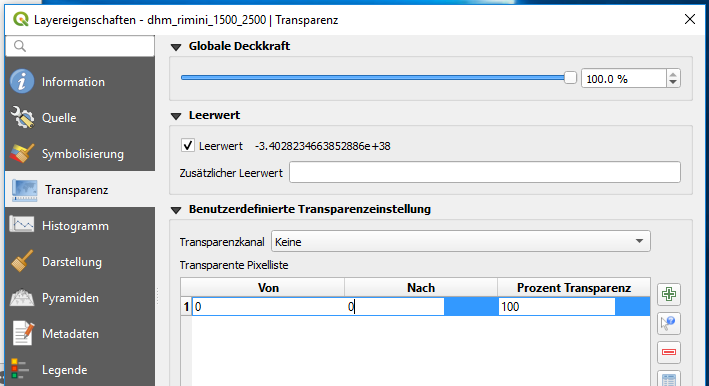 Layereigenschaften - dhm_rimini_1500_2500 | Transparenz
Information
Quelle
Symbolisierung
Transparenz
Histogramm
Darstellung
Pyramiden
Metadaten
Legende
Globale Deckkraft
100.0 %
Leerwert
Leerwert -3.4028234663852886e+38
Zusätzlicher Leerwert
Benutzerdefinierte Transparenzeinstellung
Transparenzkanal Keine
Transparente Pixelliste
Von Nach Prozent Transparenz
1 0 0 100